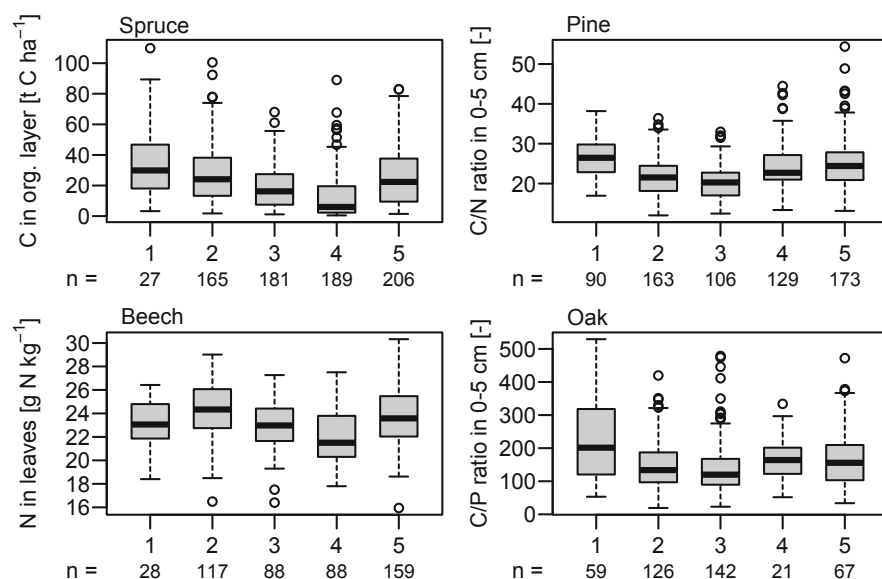 Spruce
C in org. layer [t C ha⁻¹]
100
80
60
40
20
0
1 2 3 4 5
n = 27 165 181 189 206
Pine
C/N ratio in 0-5 cm [-]
50
40
30
20
1 2 3 4 5
n = 90 163 106 129 173
Beech
N in leaves [g N kg⁻¹]
30
28
26
24
22
20
18
16
1 2 3 4 5
n = 28 117 88 88 159
Oak
C/P ratio in 0-5 cm [-]
500
400
300
200
100
0
1 2 3 4 5
n = 59 126 142 21 67